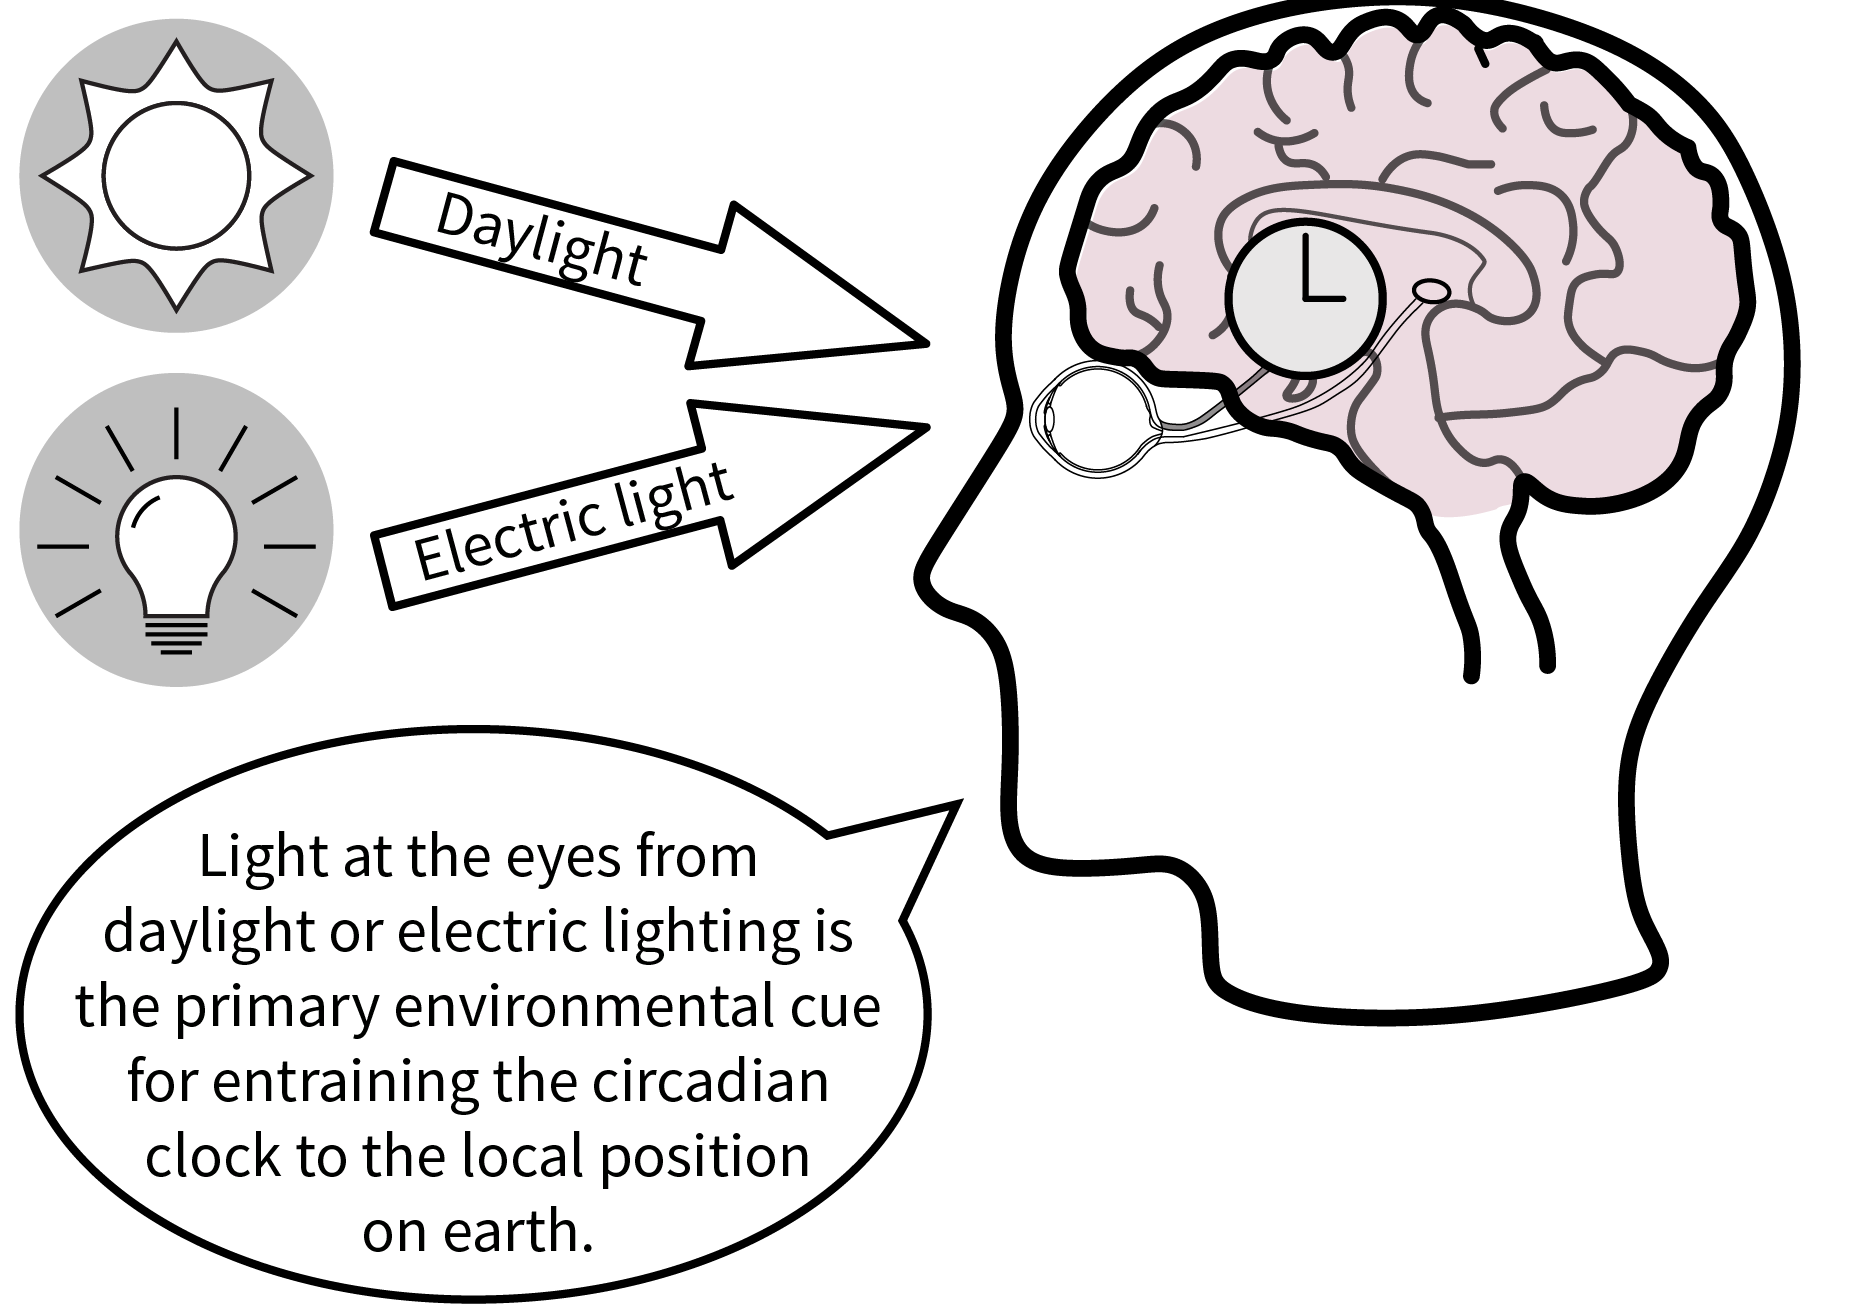 Daylight
Electric light
Light at the eyes from
daylight or electric lighting is
the primary environmental cue
for entraining the circadian
clock to the local position
on earth.